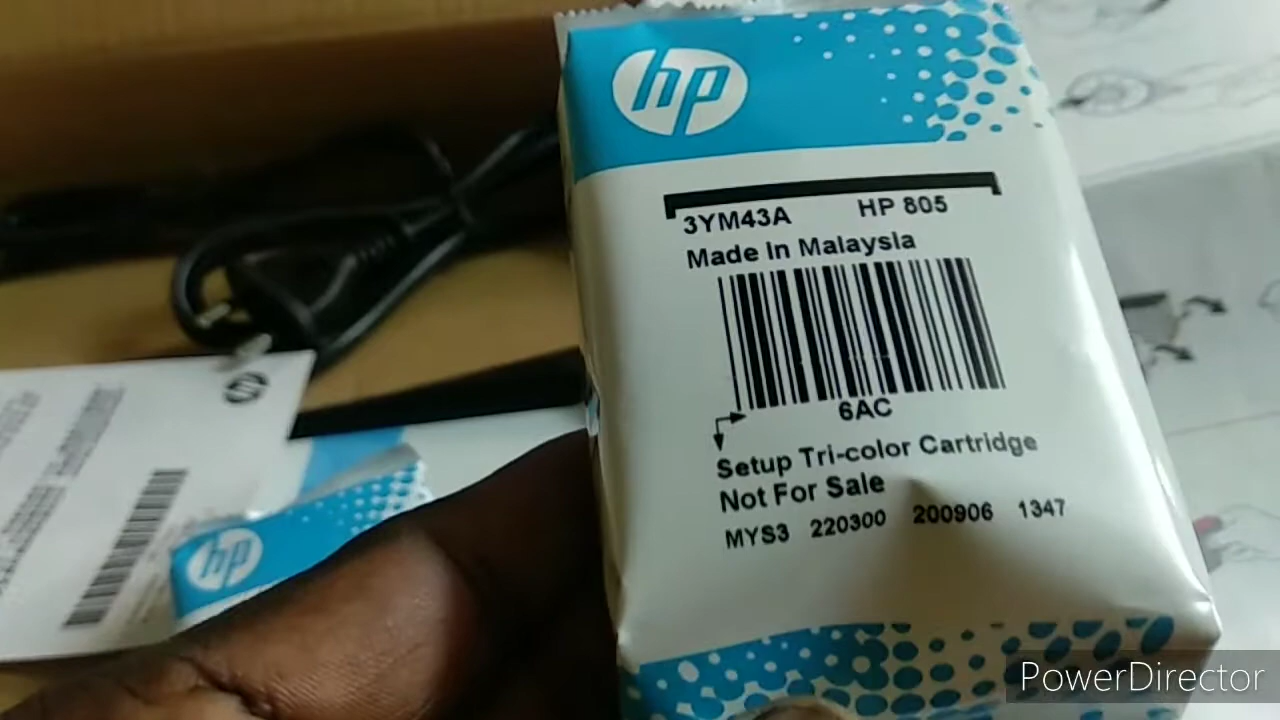 hp
3YM43A HP 805
Made In Malaysia
6AC
Setup Tri-color Cartridge
Not For Sale
MYS3 220300 200906 1347
hp
hp
PowerDirector